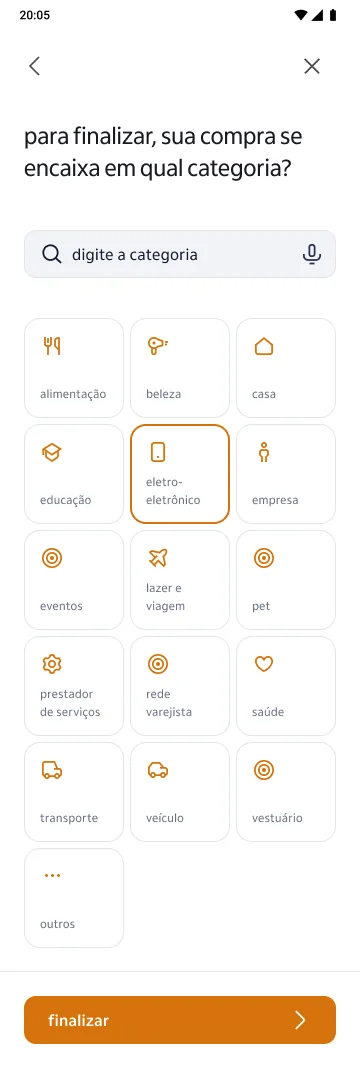 20:05
para finalizar, sua compra se
encaixa em qual categoria?
digite a categoria
alimentação
beleza
casa
educação
eletro-
eletrônico
empresa
eventos
lazer e
viagem
pet
prestador
de serviços
rede
varejista
saúde
transporte
veículo
vestuário
outros
finalizar